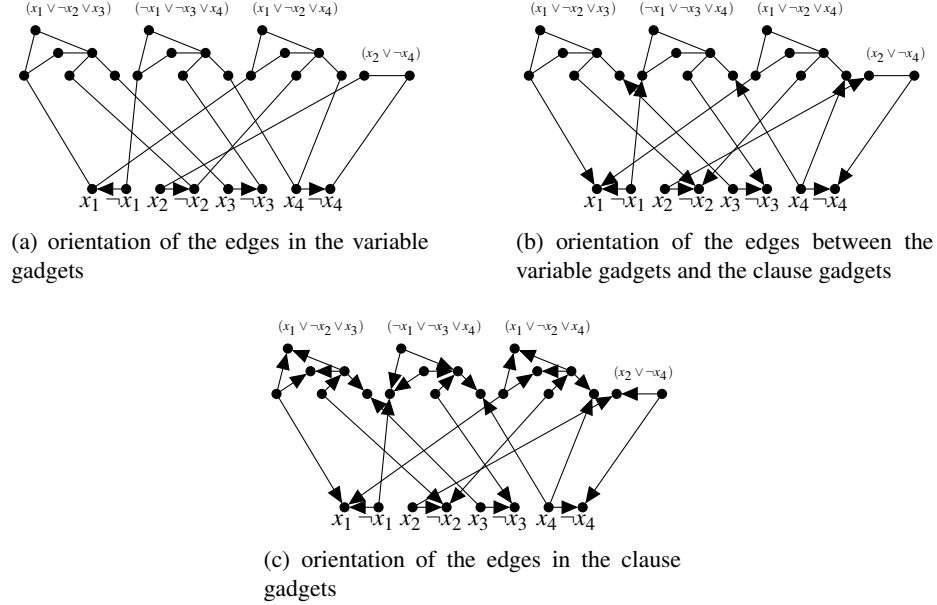 (x1 ∨ ¬x2 ∨ x3) (¬x1 ∨ ¬x3 ∨ x4) (x1 ∨ ¬x2 ∨ x4)
(x2 ∨ ¬x4)
x1 ¬x1 x2 ¬x2 x3 ¬x3 x4 ¬x4
(a) orientation of the edges in the variable
gadgets
(x1 ∨ ¬x2 ∨ x3) (¬x1 ∨ ¬x3 ∨ x4) (x1 ∨ ¬x2 ∨ x4)
(x2 ∨ ¬x4)
x1 ¬x1 x2 ¬x2 x3 ¬x3 x4 ¬x4
(b) orientation of the edges between the
variable gadgets and the clause gadgets
(x1 ∨ ¬x2 ∨ x3) (¬x1 ∨ ¬x3 ∨ x4) (x1 ∨ ¬x2 ∨ x4)
(x2 ∨ ¬x4)
x1 ¬x1 x2 ¬x2 x3 ¬x3 x4 ¬x4
(c) orientation of the edges in the clause
gadgets